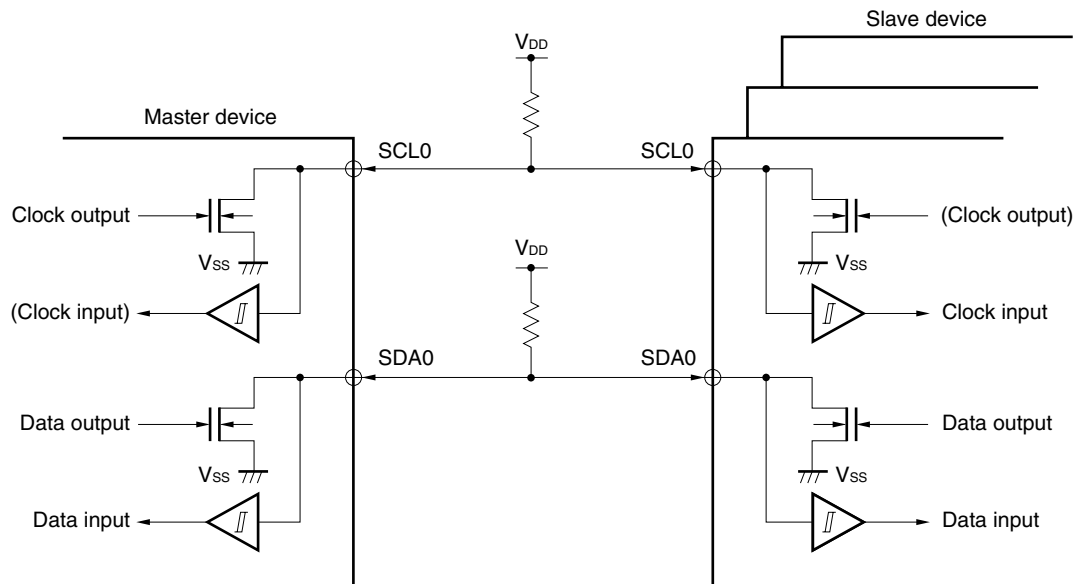 Slave device
VDD
Master device
SCL0
SCL0
Clock output
(Clock output)
VDD
VSS
VSS
(Clock input)
Clock input
SDA0
SDA0
Data output
Data output
VSS
VSS
Data input
Data input